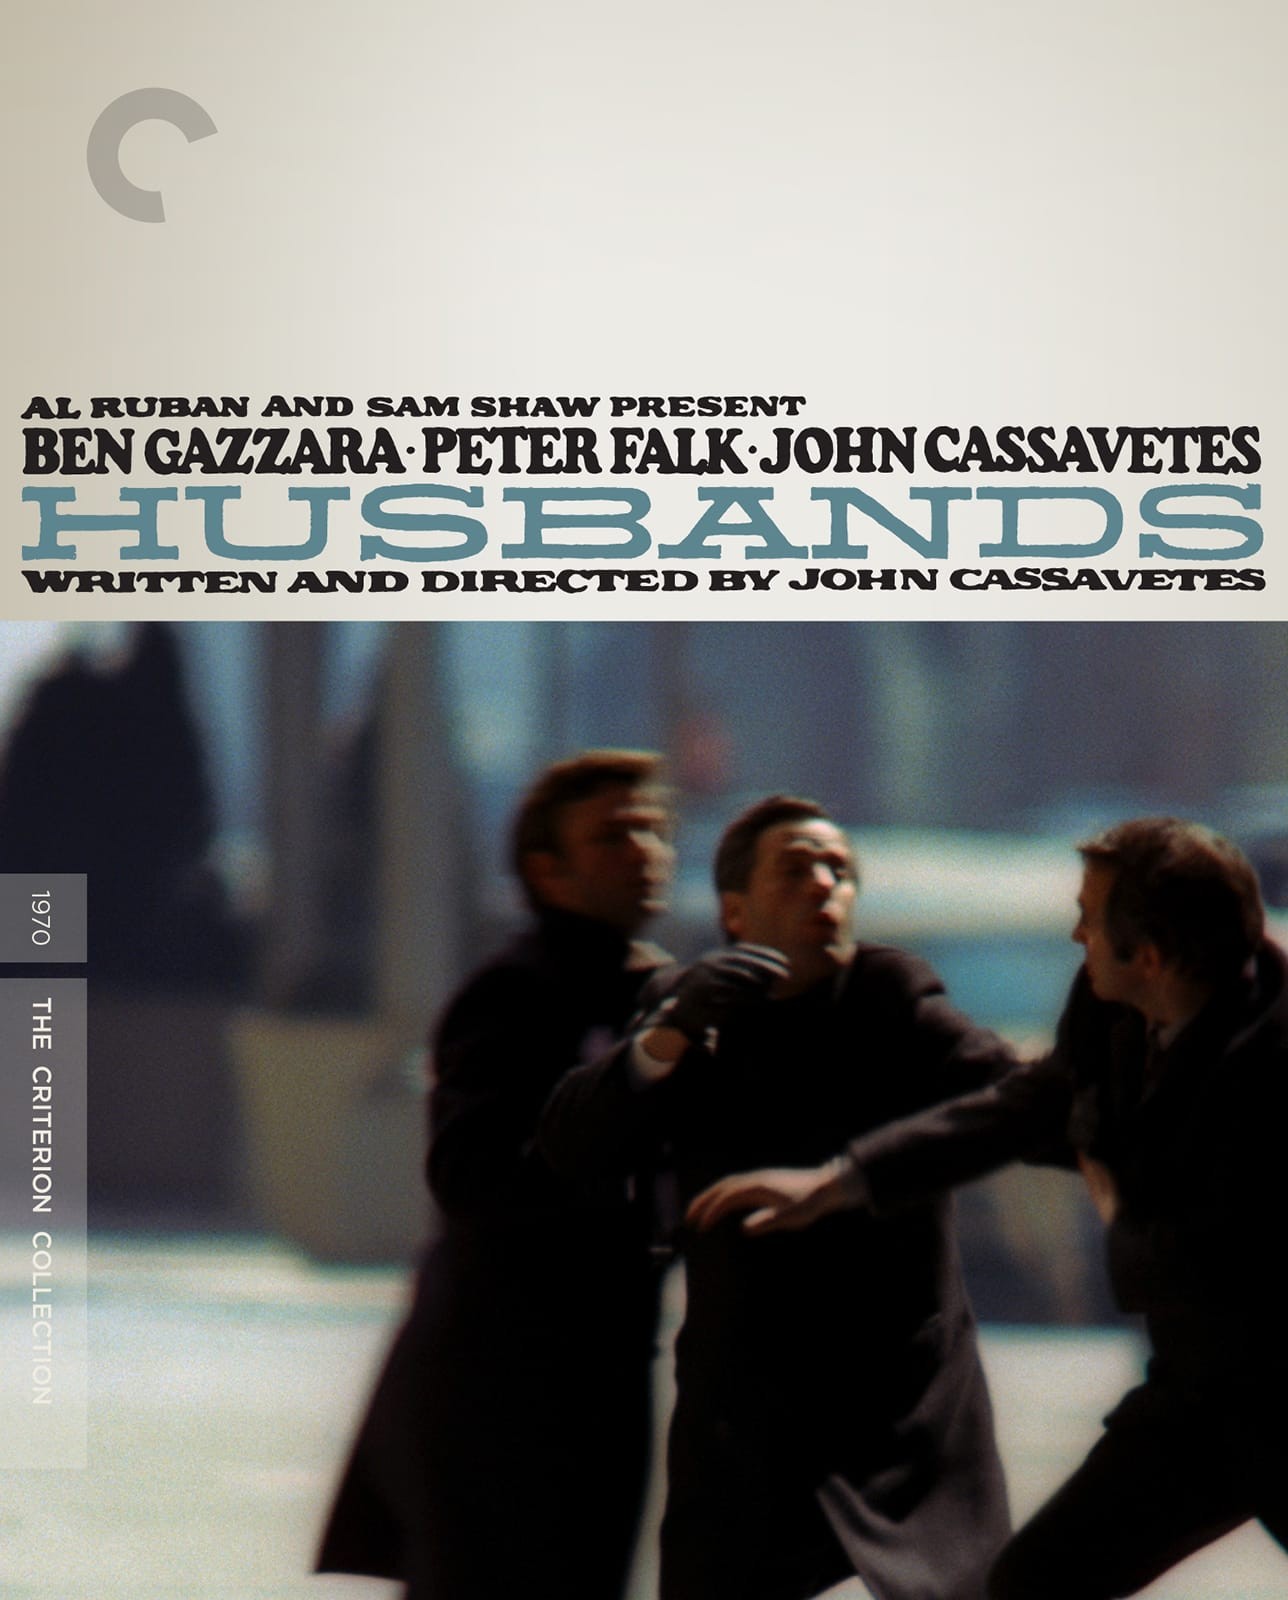 AL RUBAN AND SAM SHAW PRESENT
BEN GAZZARA·PETER FALK·JOHN CASSAVETES
HUSBANDS
WRITTEN AND DIRECTED BY JOHN CASSAVETES
1970
THE CRITERION COLLECTION